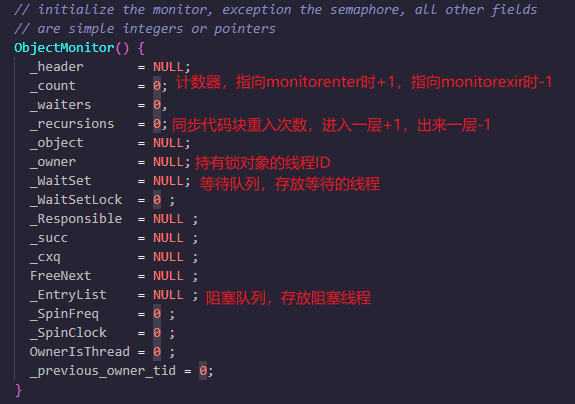 // initialize the monitor, exception the semaphore, all other fields
// are simple integers or pointers
ObjectMonitor() {
_header = NULL;
_count = 0; 计数器，指向monitorenter时+1，指向monitorexir时-1
_waiters = 0,
_recursions = 0; 同步代码块重入次数，进入一层+1，出来一层-1
_object = NULL;
_owner = NULL; 持有锁对象的线程ID
_WaitSet = NULL; 等待队列，存放等待的线程
_WaitSetLock = 0 ;
_Responsible = NULL ;
_succ = NULL ;
_cxq = NULL ;
FreeNext = NULL ;
_EntryList = NULL ; 阻塞队列，存放阻塞线程
_SpinFreq = 0 ;
_SpinClock = 0 ;
OwnerIsThread = 0 ;
_previous_owner_tid = 0;
}